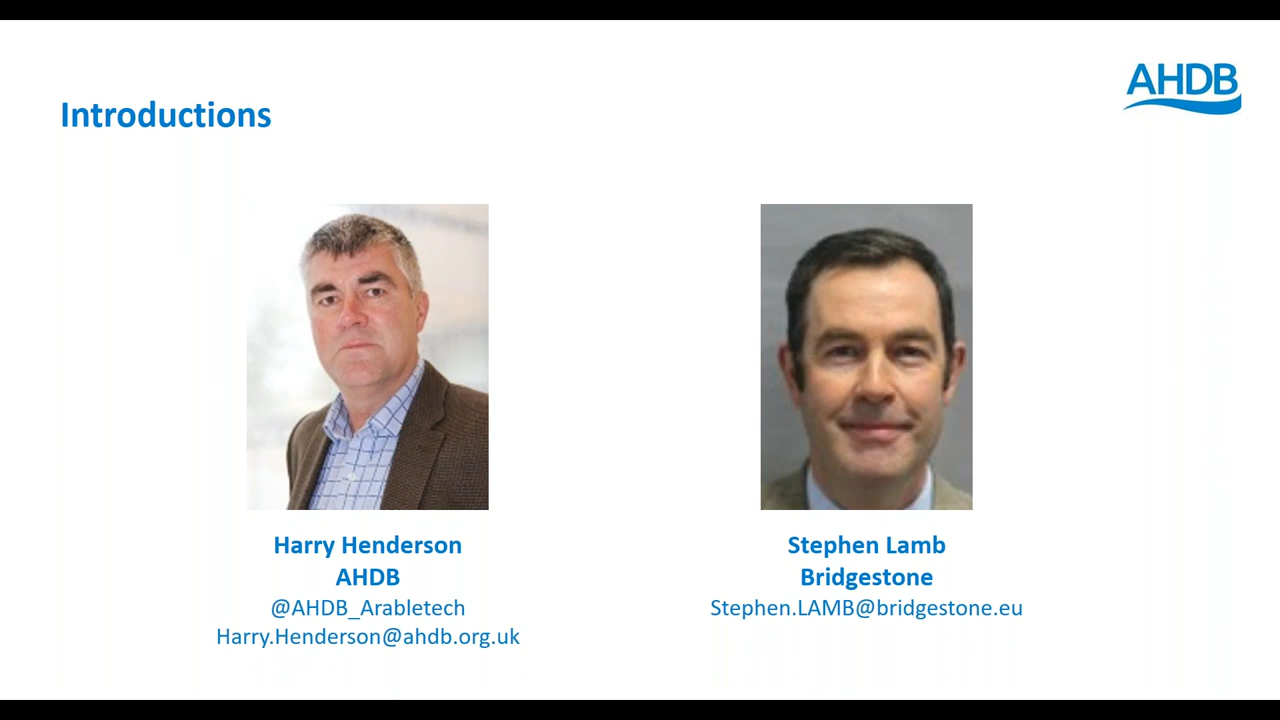 AHDB
Introductions
Harry Henderson
AHDB
@AHDB_Arabletech
Harry.Henderson@ahdb.org.uk
Stephen Lamb
Bridgestone
Stephen.LAMB@bridgestone.eu